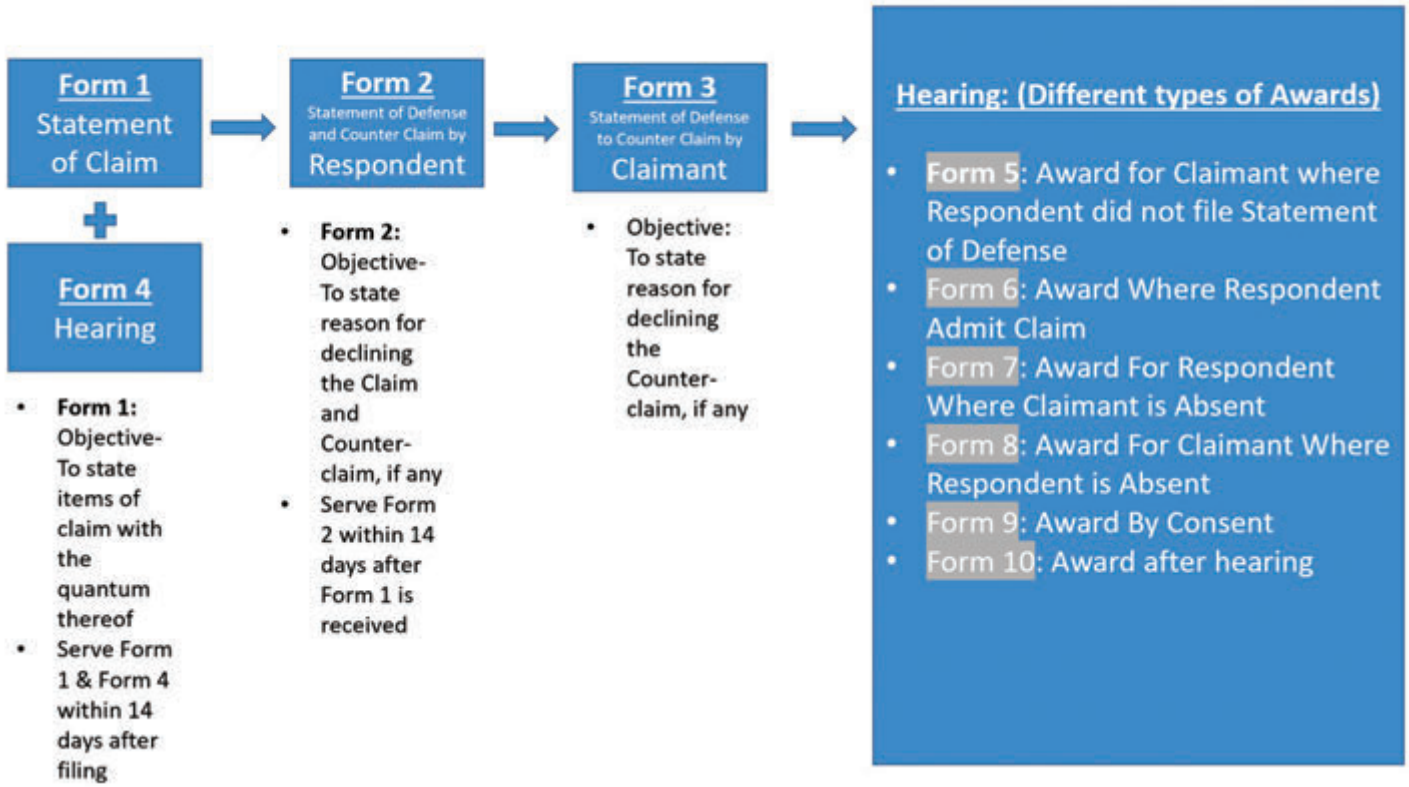 Form 1
Statement
of Claim
Form 4
Hearing
• Form 1:
Objective-
To state
items of
claim with
the
quantum
thereof
• Serve Form
1 & Form 4
within 14
days after
filing
Form 2
Statement of Defense
and Counter Claim by
Respondent
• Form 2:
Objective-
To state
reason for
declining
the Claim
and
Counter-
claim, if any
• Serve Form
2 within 14
days after
Form 1 is
received
Form 3
Statement of Defense
to Counter Claim by
Claimant
• Objective:
To state
reason for
declining
the
Counter-
claim, if any
Hearing: (Different types of Awards)
• Form 5: Award for Claimant where
Respondent did not file Statement
of Defense
• Form 6: Award Where Respondent
Admit Claim
• Form 7: Award For Respondent
Where Claimant is Absent
• Form 8: Award For Claimant Where
Respondent is Absent
• Form 9: Award By Consent
• Form 10: Award after hearing